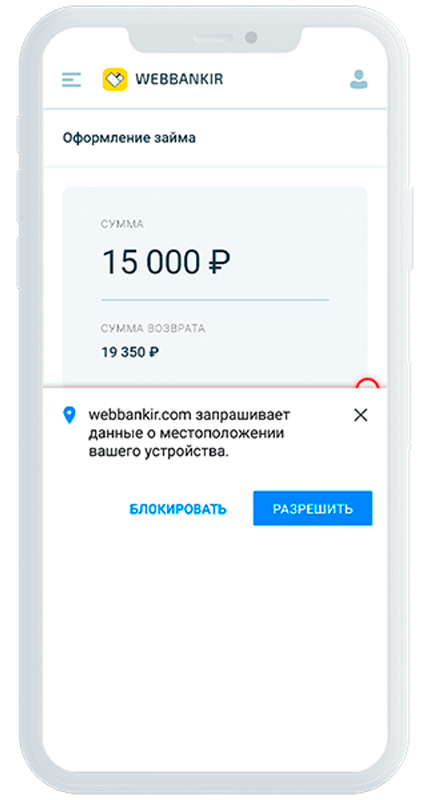 WEBBANKIR
Оформление займа
СУММА
15 000 ₽
СУММА ВОЗВРАТА
19 350 ₽
webbankir.com запрашивает
данные о местоположении
вашего устройства.
БЛОКИРОВАТЬ РАЗРЕШИТЬ